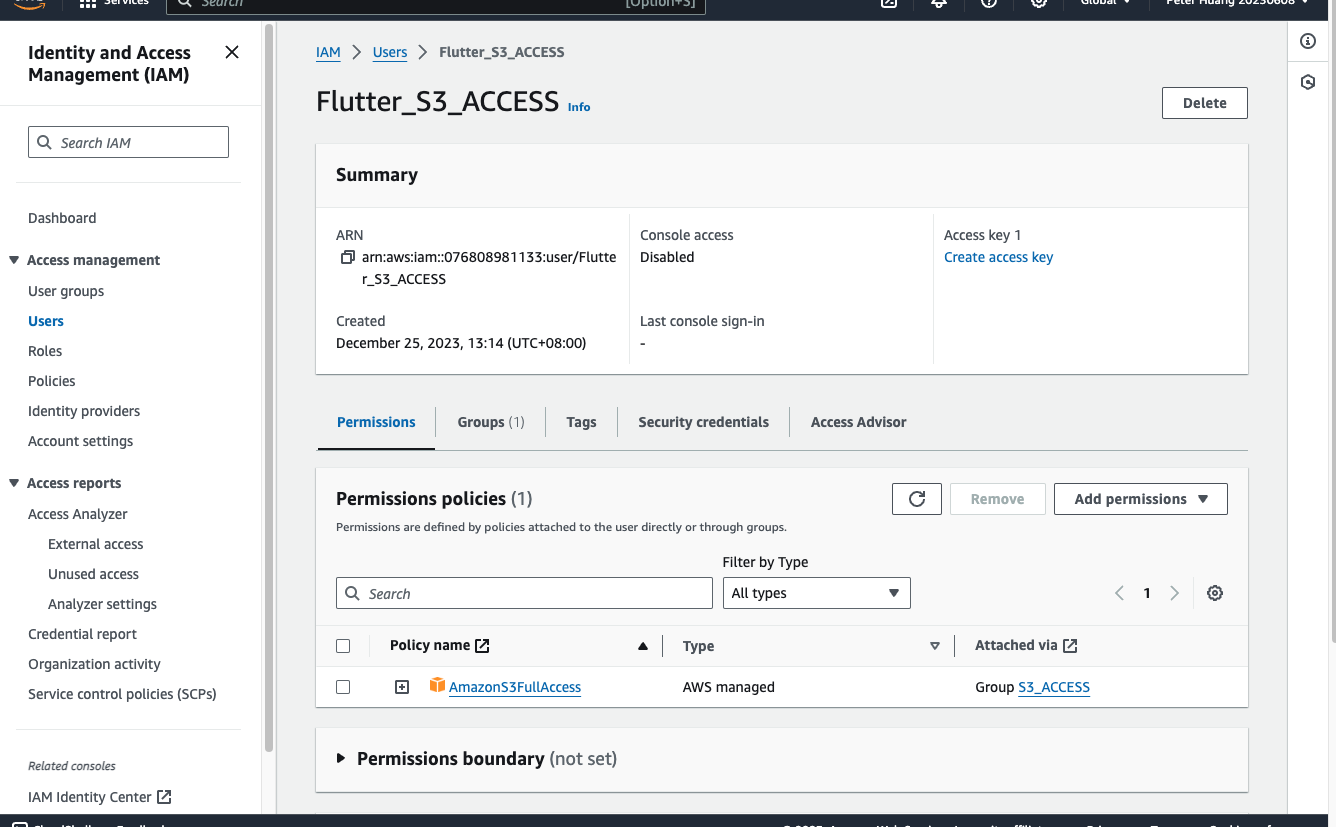 Services
Search
[Option+S]
Global
Peter Huang 20230608
Identity and Access
Management (IAM)
Search IAM
Dashboard
Access management
User groups
Users
Roles
Policies
Identity providers
Account settings
Access reports
Access Analyzer
External access
Unused access
Analyzer settings
Credential report
Organization activity
Service control policies (SCPs)
Related consoles
IAM Identity Center
IAM
Users
Flutter_S3_ACCESS
Flutter_S3_ACCESS Info
Delete
Summary
ARN
arn:aws:iam::076808981133:user/Flutte
r_S3_ACCESS
Created
December 25, 2023, 13:14 (UTC+08:00)
Console access
Disabled
Last console sign-in
-
Access key 1
Create access key
Permissions
Groups (1)
Tags
Security credentials
Access Advisor
Permissions policies (1)
Permissions are defined by policies attached to the user directly or through groups.
Remove
Add permissions
Filter by Type
Search
All types
1
Policy name
Type
Attached via
AmazonS3FullAccess
AWS managed
Group S3_ACCESS
Permissions boundary (not set)